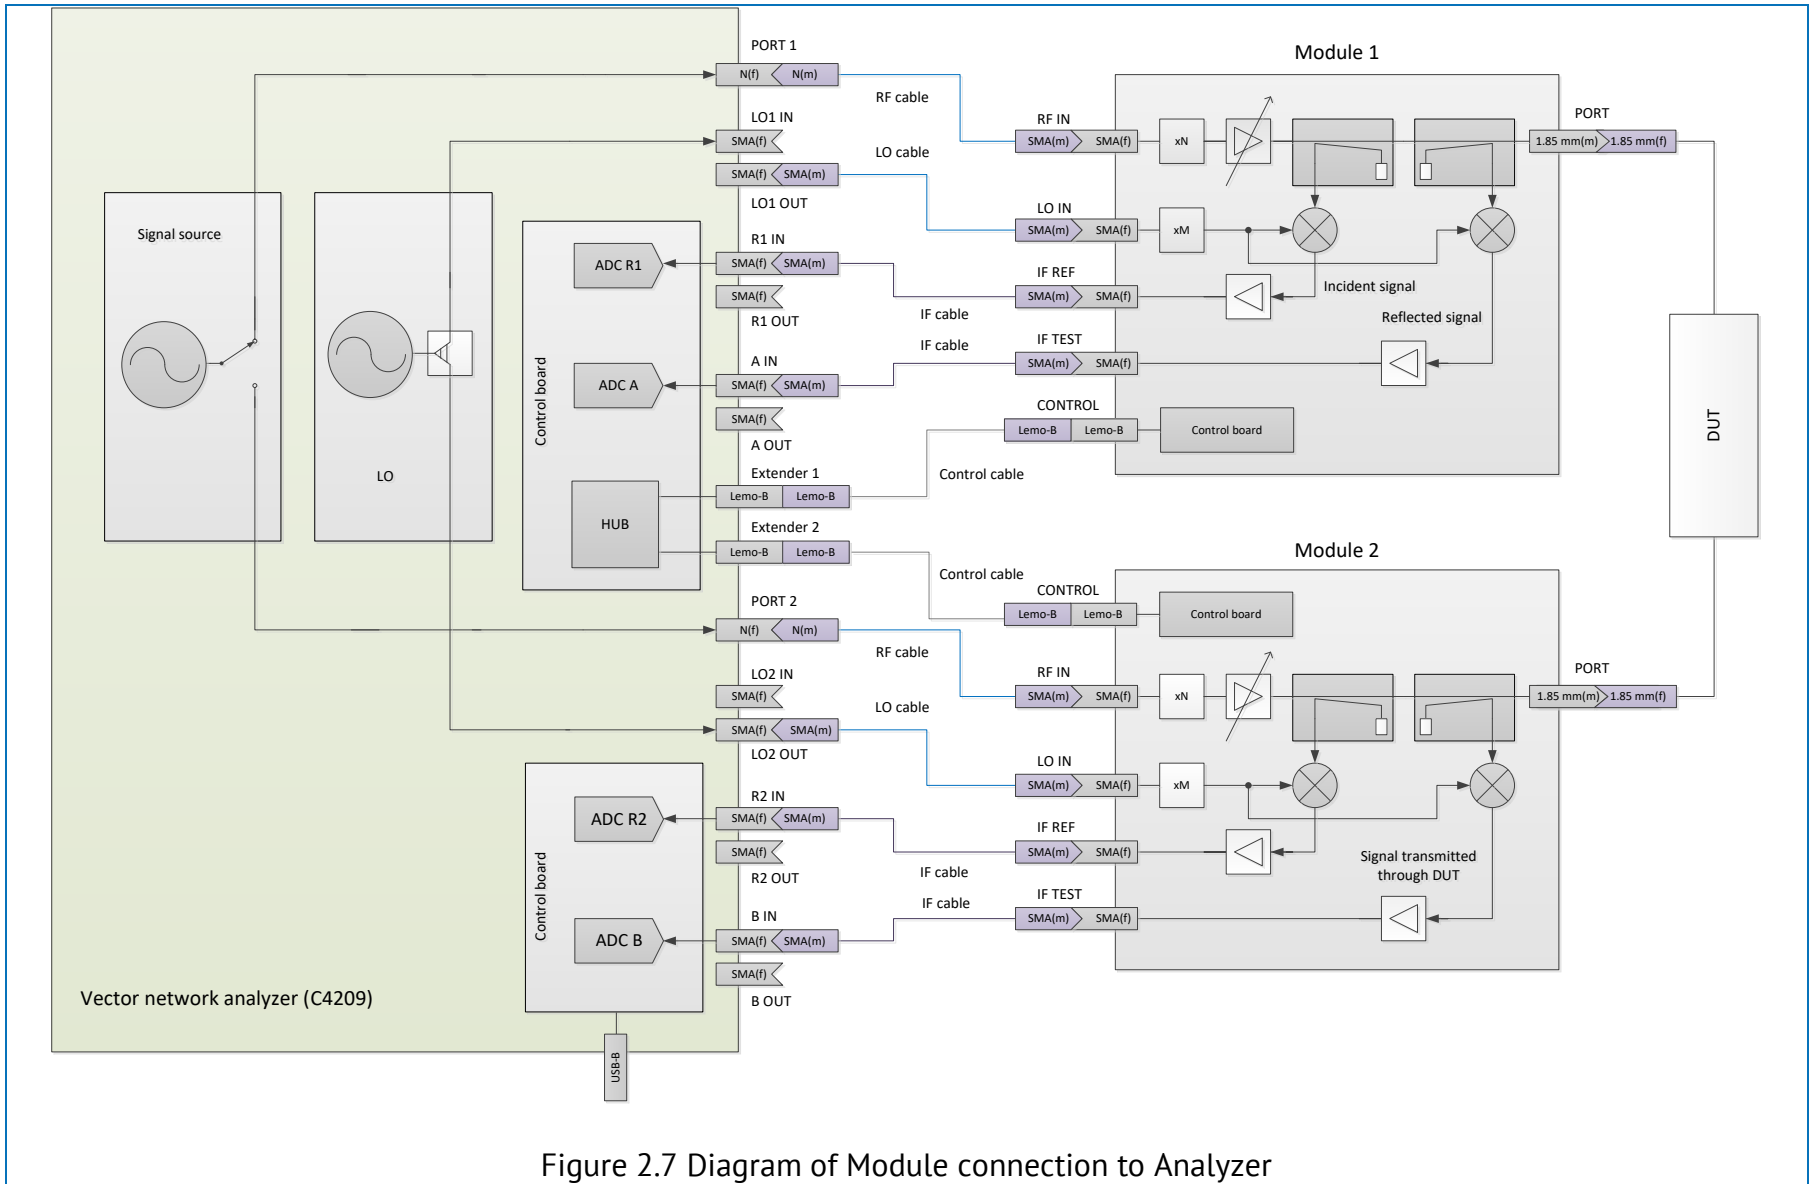 PORT 1
N(f)
N(m)
RF cable
LO1 IN
SMA(f)
LO cable
SMA(f)
SMA(m)
LO1 OUT
R1 IN
SMA(f)
SMA(m)
SMA(f)
R1 OUT
IF cable
IF cable
A IN
SMA(f)
SMA(m)
SMA(f)
A OUT
Extender 1
Lemo-B
Lemo-B
Control cable
Extender 2
Lemo-B
Lemo-B
Control cable
PORT 2
N(f)
N(m)
RF cable
LO2 IN
SMA(f)
LO cable
SMA(f)
SMA(m)
LO2 OUT
R2 IN
SMA(f)
SMA(m)
SMA(f)
R2 OUT
IF cable
IF cable
B IN
SMA(f)
SMA(m)
SMA(f)
B OUT
Signal source
LO
Control board
ADC R1
ADC A
HUB
Control board
ADC R2
ADC B
Vector network analyzer (C4209)
USB-B
Module 1
RF IN
SMA(m)
SMA(f)
xN
PORT
1.85 mm(m)
1.85 mm(f)
LO IN
SMA(m)
SMA(f)
xM
IF REF
SMA(m)
SMA(f)
Incident signal
Reflected signal
IF TEST
SMA(m)
SMA(f)
CONTROL
Lemo-B
Lemo-B
Control board
DUT
Module 2
CONTROL
Lemo-B
Lemo-B
Control board
RF IN
SMA(m)
SMA(f)
xN
PORT
1.85 mm(m)
1.85 mm(f)
LO IN
SMA(m)
SMA(f)
xM
IF REF
SMA(m)
SMA(f)
Signal transmitted
through DUT
IF TEST
SMA(m)
SMA(f)
Figure 2.7 Diagram of Module connection to Analyzer